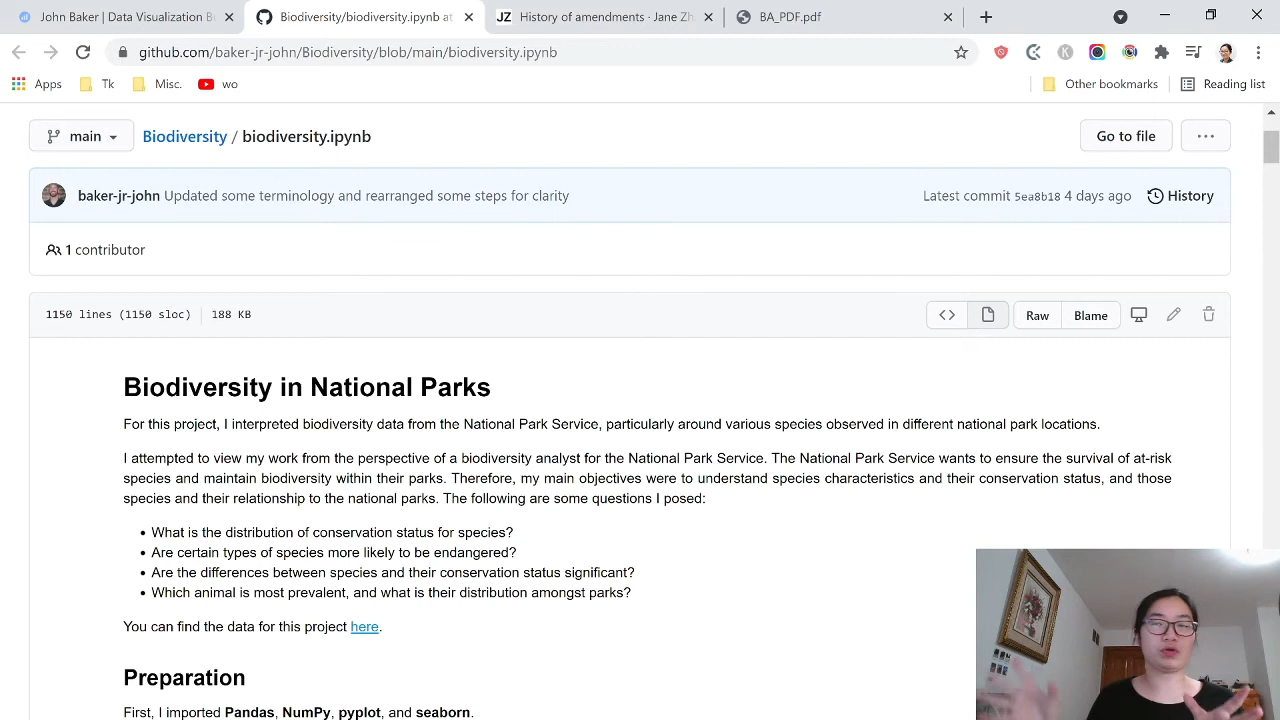 John Baker | Data Visualization B
Biodiversity/biodiversity.ipynb at
JZ History of amendments · Jane Zh
BA_PDF.pdf
github.com/baker-jr-john/Biodiversity/blob/main/biodiversity.ipynb
Apps
Tk
Misc.
wo
Other bookmarks
Reading list
main
Biodiversity / biodiversity.ipynb
Go to file
baker-jr-john Updated some terminology and rearranged some steps for clarity
Latest commit 5ea8b18 4 days ago
History
1 contributor
1150 lines (1150 sloc)
188 KB
Raw
Blame
Biodiversity in National Parks
For this project, I interpreted biodiversity data from the National Park Service, particularly around various species observed in different national park locations.
I attempted to view my work from the perspective of a biodiversity analyst for the National Park Service. The National Park Service wants to ensure the survival of at-risk
species and maintain biodiversity within their parks. Therefore, my main objectives were to understand species characteristics and their conservation status, and those
species and their relationship to the national parks. The following are some questions I posed:
• What is the distribution of conservation status for species?
• Are certain types of species more likely to be endangered?
• Are the differences between species and their conservation status significant?
• Which animal is most prevalent, and what is their distribution amongst parks?
You can find the data for this project here.
Preparation
First, I imported Pandas, NumPy, pyplot, and seaborn.